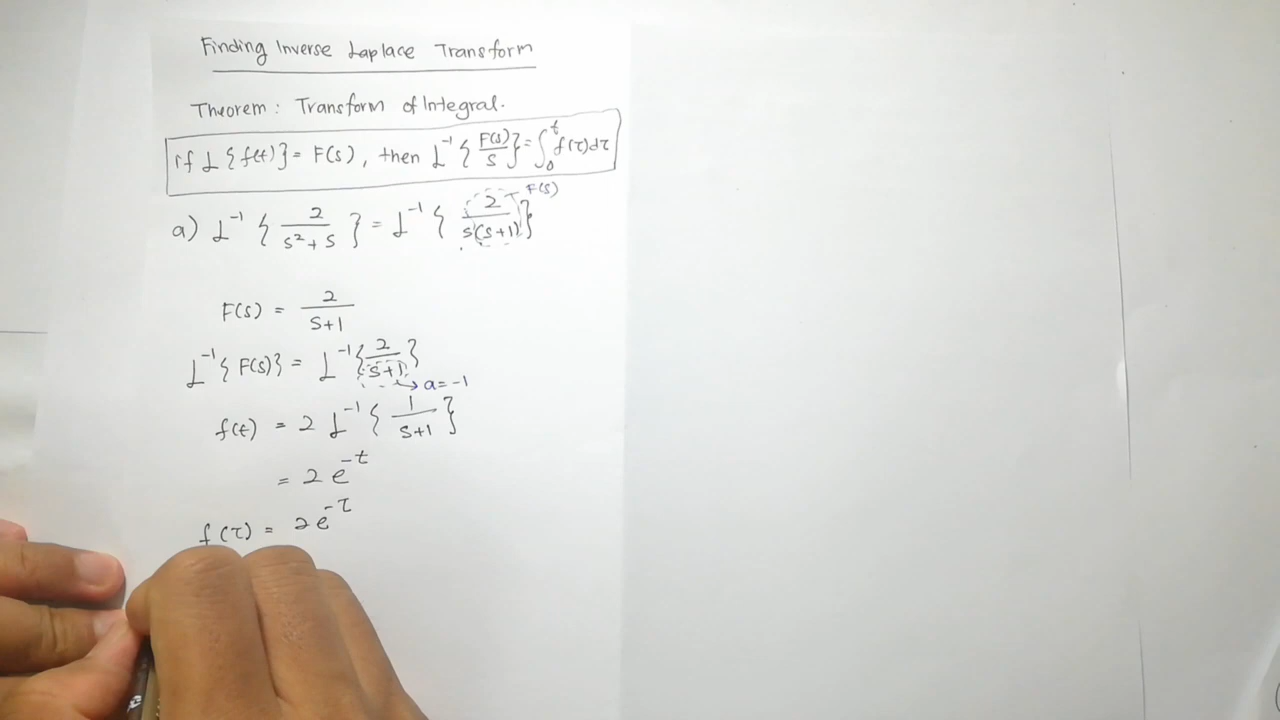 Finding Inverse Laplace Transform
Theorem: Transform of Integral.
if L{f(t)} = F(s), then L⁻¹{F(s)/s} = ∫₀ᵗ f(τ)dτ
a) L⁻¹{2/(s²+s)} = L⁻¹{2/(s(s+1))} F(s)
F(s) = 2/(s+1)
L⁻¹{F(s)} = L⁻¹{2/(s+1)}
→ a=-1
f(t) = 2 L⁻¹{1/(s+1)}
= 2e^-t
f(τ) = 2e^-τ